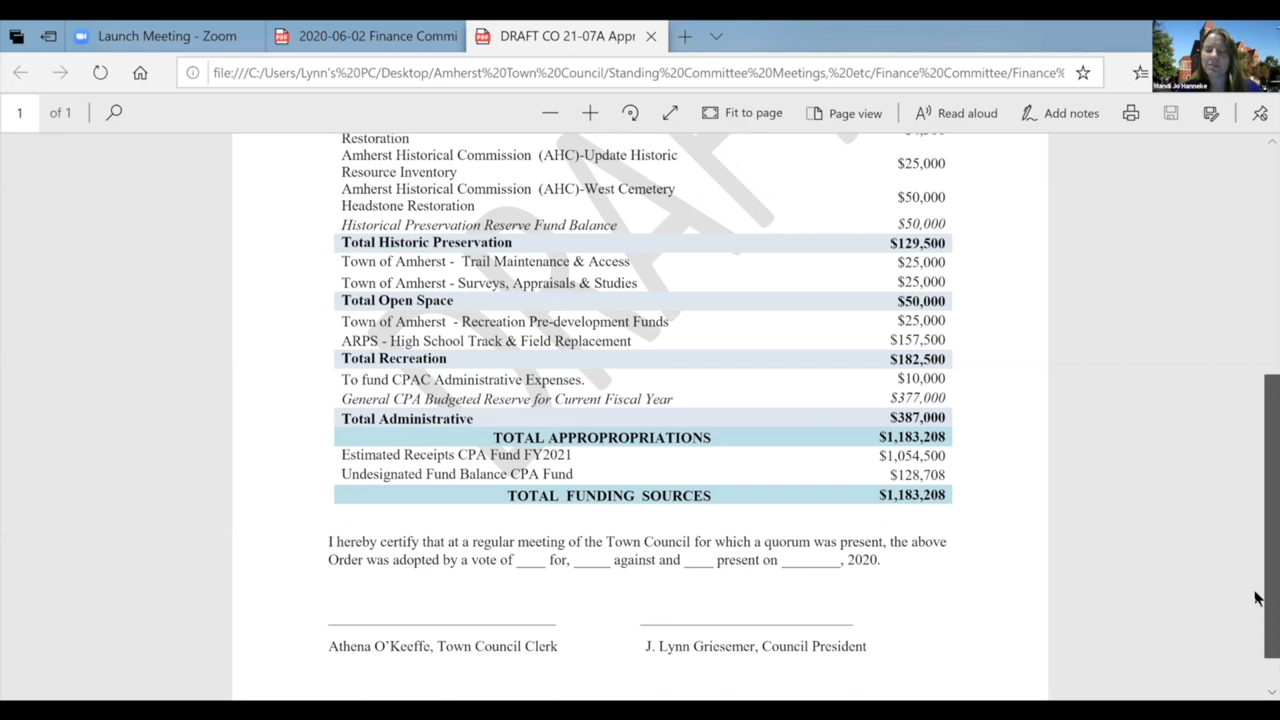 Launch Meeting - Zoom
2020-06-02 Finance Commi
DRAFT CO 21-07A Appr
Mandi Jo Hanneke
file:///C:/Users/Lynn's%20PC/Desktop/Amherst%20Town%20Council/Standing%20Committee%20Meetings,%20etc/Finance%20Committee/Finance%
1 of 1
Fit to page
Page view
Read aloud
Add notes
DRAFT
Restoration
Amherst Historical Commission (AHC)-Update Historic
Resource Inventory $25,000
Amherst Historical Commission (AHC)-West Cemetery
Headstone Restoration $50,000
Historical Preservation Reserve Fund Balance $50,000
Total Historic Preservation $129,500
Town of Amherst - Trail Maintenance & Access $25,000
Town of Amherst - Surveys, Appraisals & Studies $25,000
Total Open Space $50,000
Town of Amherst - Recreation Pre-development Funds $25,000
ARPS - High School Track & Field Replacement $157,500
Total Recreation $182,500
To fund CPAC Administrative Expenses. $10,000
General CPA Budgeted Reserve for Current Fiscal Year $377,000
Total Administrative $387,000
TOTAL APPROPROPRIATIONS $1,183,208
Estimated Receipts CPA Fund FY2021 $1,054,500
Undesignated Fund Balance CPA Fund $128,708
TOTAL FUNDING SOURCES $1,183,208
I hereby certify that at a regular meeting of the Town Council for which a quorum was present, the above
Order was adopted by a vote of ____ for, _____ against and ____ present on ________, 2020.
Athena O'Keeffe, Town Council Clerk
J. Lynn Griesemer, Council President